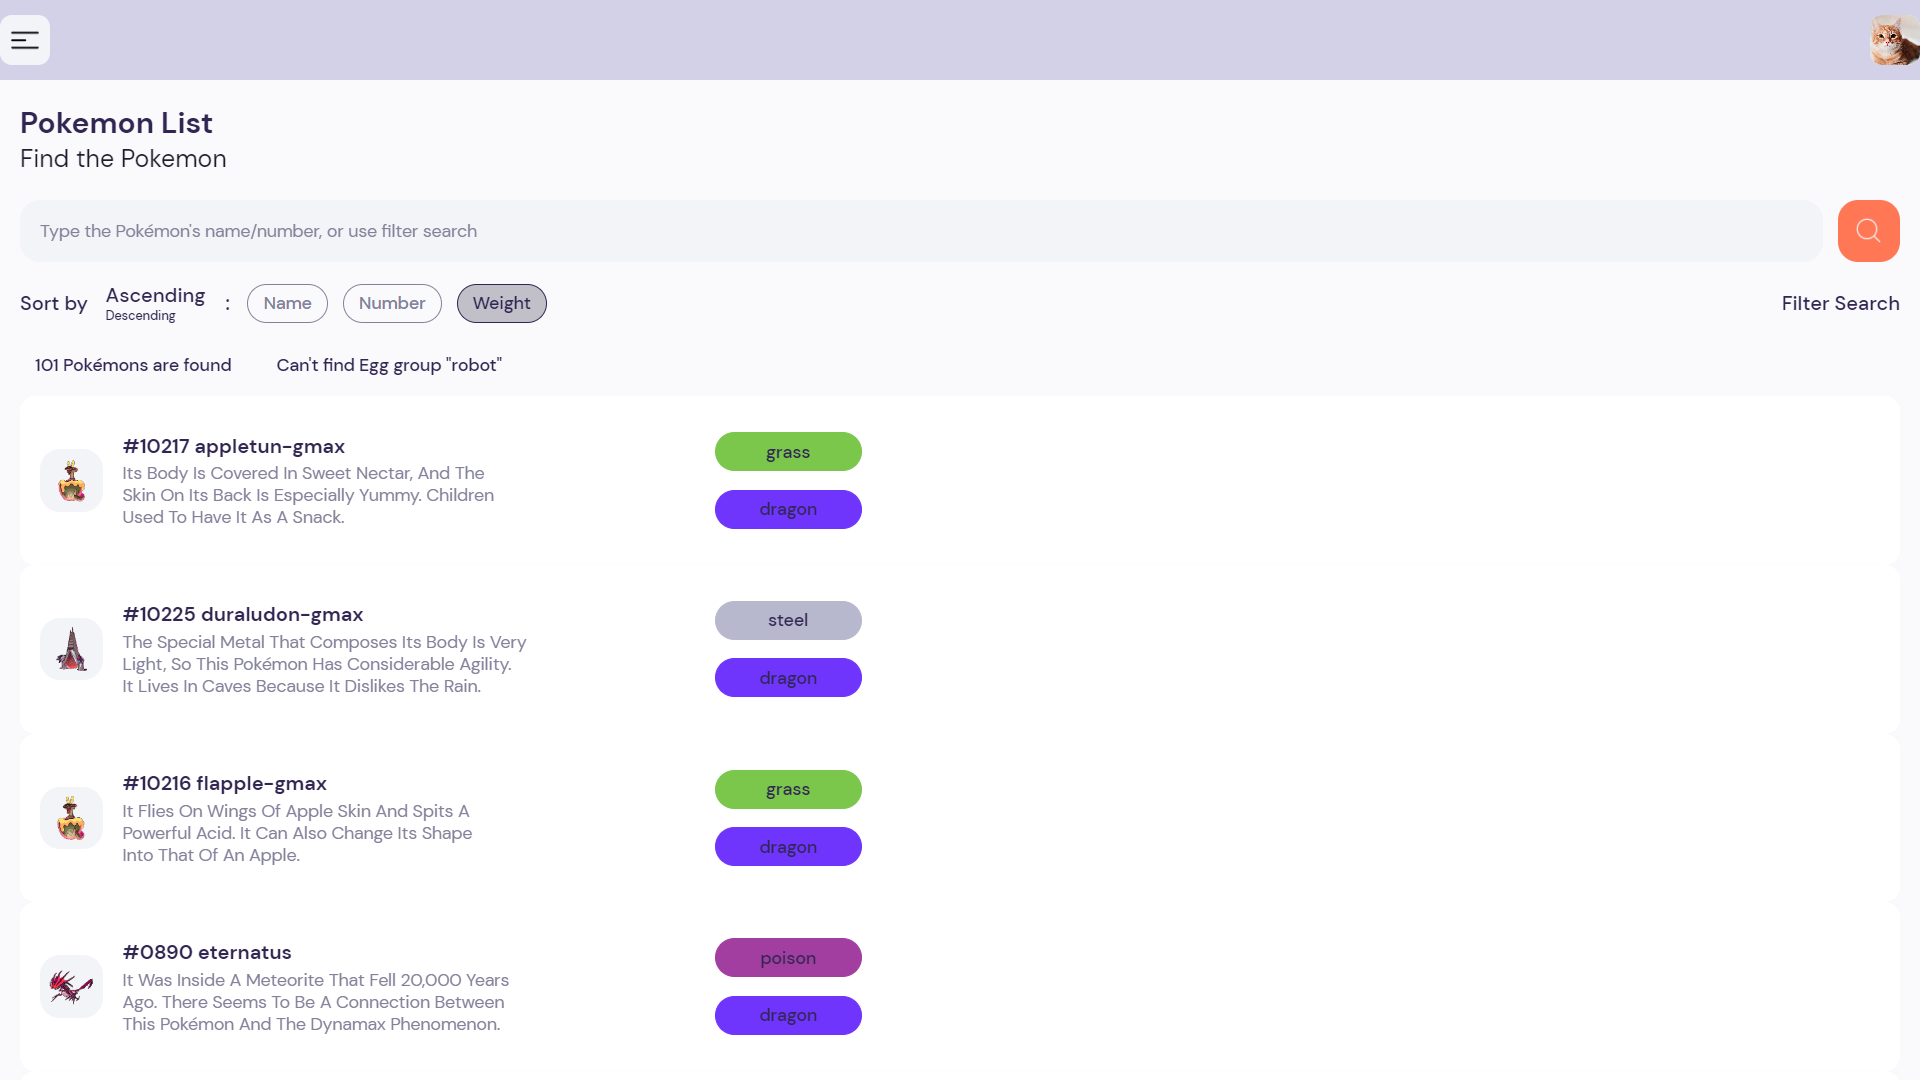 Pokemon List
Find the Pokemon
Type the Pokémon's name/number, or use filter search
Sort by
Ascending
Descending
:
Name
Number
Weight
Filter Search
101 Pokémons are found
Can't find Egg group "robot"
#10217 appletun-gmax
Its Body Is Covered In Sweet Nectar, And The
Skin On Its Back Is Especially Yummy. Children
Used To Have It As A Snack.
grass
dragon
#10225 duraludon-gmax
The Special Metal That Composes Its Body Is Very
Light, So This Pokémon Has Considerable Agility.
It Lives In Caves Because It Dislikes The Rain.
steel
dragon
#10216 flapple-gmax
It Flies On Wings Of Apple Skin And Spits A
Powerful Acid. It Can Also Change Its Shape
Into That Of An Apple.
grass
dragon
#0890 eternatus
It Was Inside A Meteorite That Fell 20,000 Years
Ago. There Seems To Be A Connection Between
This Pokémon And The Dynamax Phenomenon.
poison
dragon